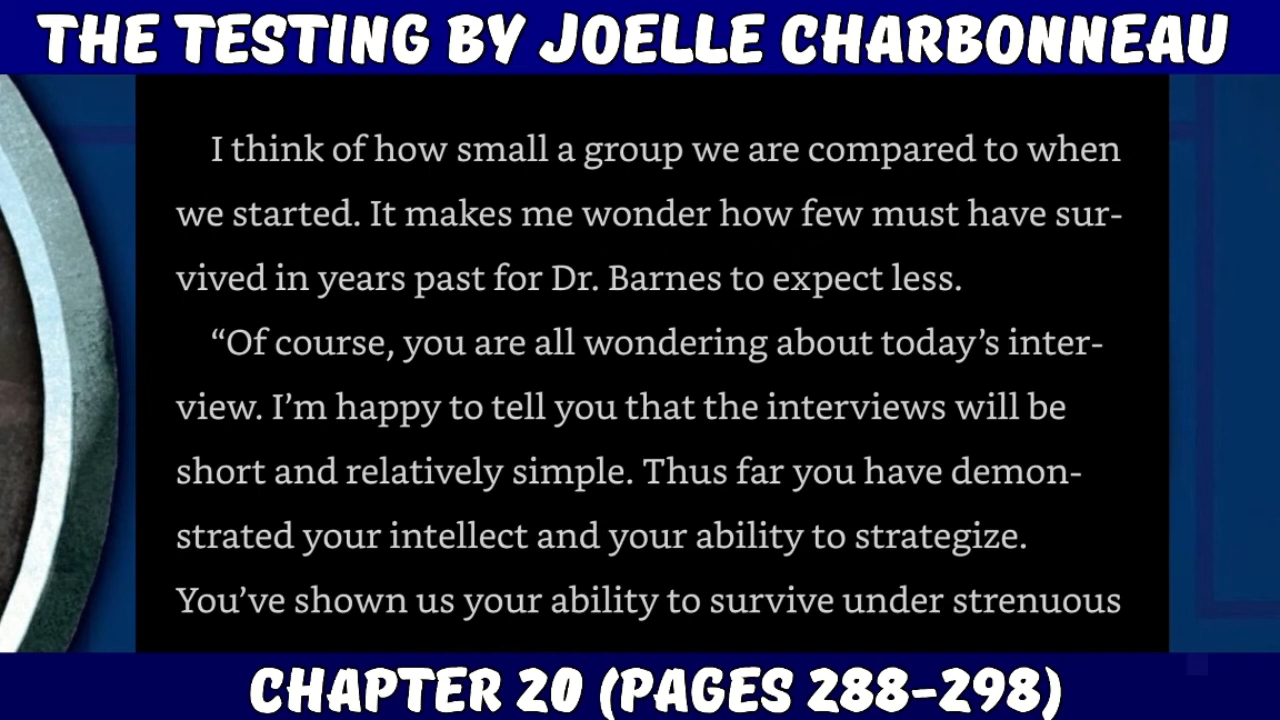 THE TESTING BY JOELLE CHARBONNEAU
I think of how small a group we are compared to when
we started. It makes me wonder how few must have sur-
vived in years past for Dr. Barnes to expect less.
“Of course, you are all wondering about today’s inter-
view. I’m happy to tell you that the interviews will be
short and relatively simple. Thus far you have demon-
strated your intellect and your ability to strategize.
You’ve shown us your ability to survive under strenuous
CHAPTER 20 (PAGES 288-298)